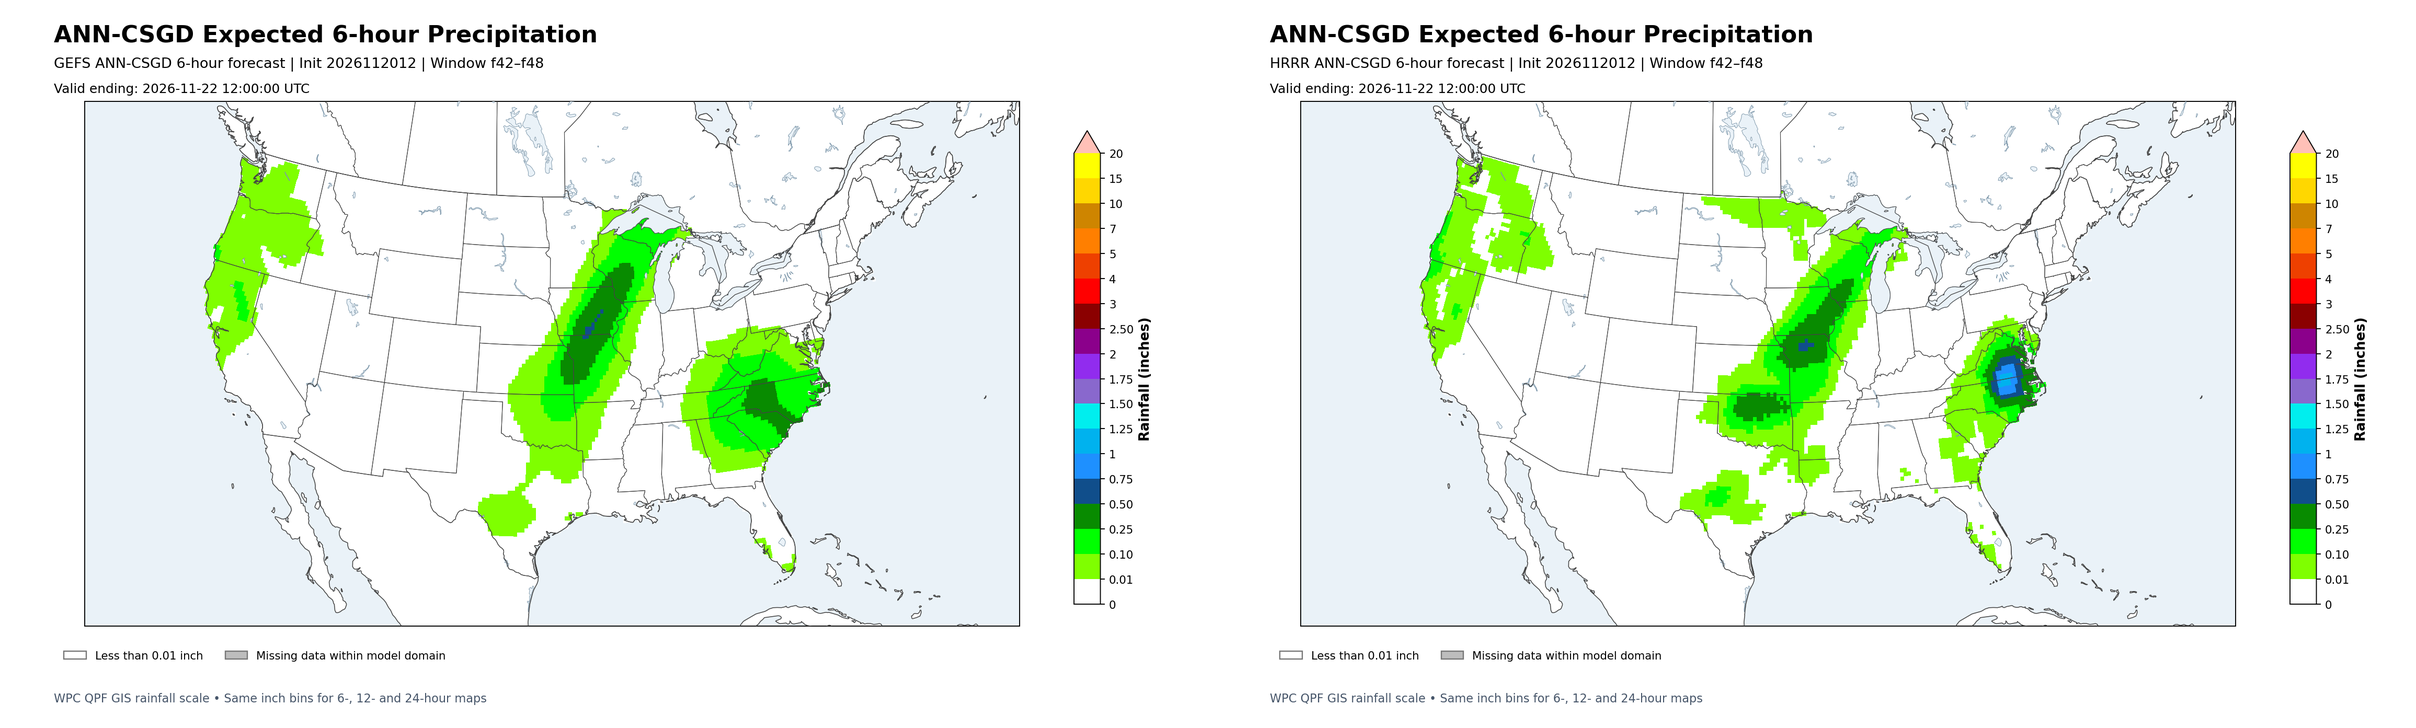 ANN-CSGD Expected 6-hour Precipitation
GEFS ANN-CSGD 6-hour forecast | Init 2026112012 | Window f42–f48
Valid ending: 2026-11-22 12:00:00 UTC
20
15
10
7
5
4
3
2.50
2
1.75
1.50
1.25
1
0.75
0.50
0.25
0.10
0.01
0
Rainfall (inches)
Less than 0.01 inch
Missing data within model domain
WPC QPF GIS rainfall scale • Same inch bins for 6-, 12- and 24-hour maps
ANN-CSGD Expected 6-hour Precipitation
HRRR ANN-CSGD 6-hour forecast | Init 2026112012 | Window f42–f48
Valid ending: 2026-11-22 12:00:00 UTC
20
15
10
7
5
4
3
2.50
2
1.75
1.50
1.25
1
0.75
0.50
0.25
0.10
0.01
0
Rainfall (inches)
Less than 0.01 inch
Missing data within model domain
WPC QPF GIS rainfall scale • Same inch bins for 6-, 12- and 24-hour maps